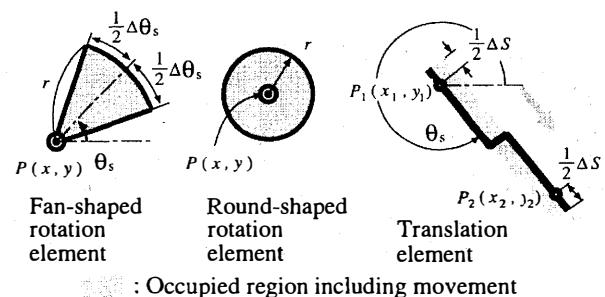 ½Δθs
½Δθs
r
θs
P(x, y)
Fan-shaped
rotation
element
r
P(x, y)
Round-shaped
rotation
element
½ΔS
P₁(x₁, y₁)
θs
½ΔS
P₂(x₂, y₂)
Translation
element
: Occupied region including movement